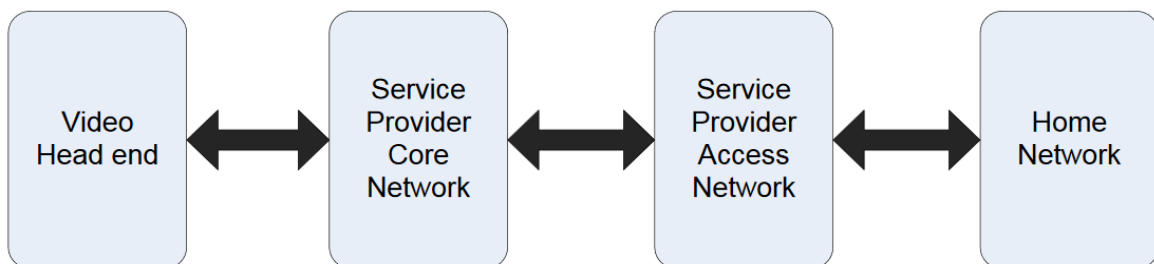 Video
Head end
Service
Provider
Core
Network
Service
Provider
Access
Network
Home
Network